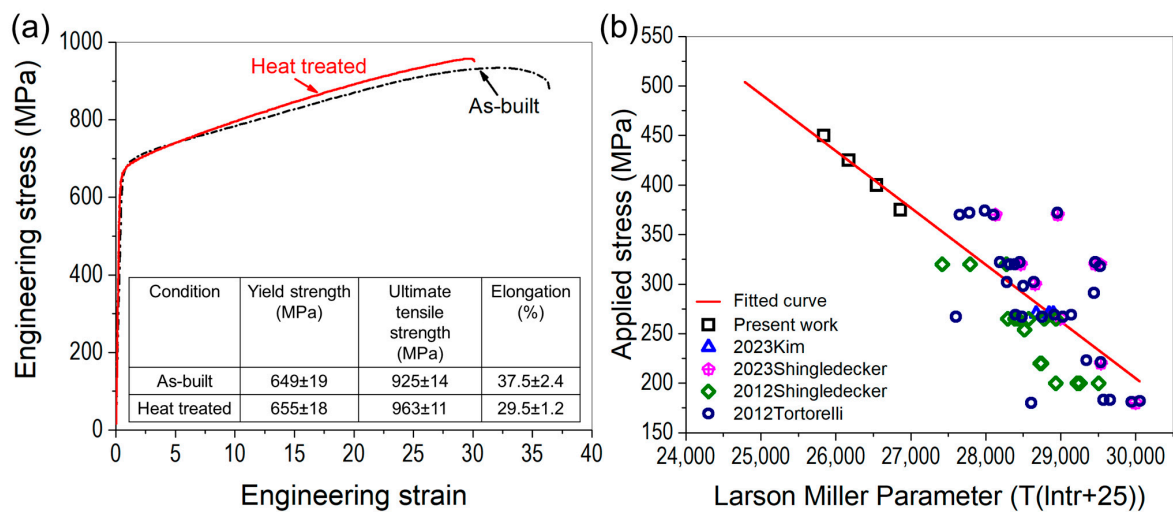 (a)
Engineering stress (MPa)
1000
800
600
400
200
0
0 5 10 15 20 25 30 35 40
Engineering strain
Heat treated
As-built
Condition Yield strength (MPa) Ultimate tensile strength (MPa) Elongation (%)
As-built 649±19 925±14 37.5±2.4
Heat treated 655±18 963±11 29.5±1.2
(b)
Applied stress (MPa)
550
500
450
400
350
300
250
200
150
24,000 25,000 26,000 27,000 28,000 29,000 30,000
Larson Miller Parameter (T(lntr+25))
Fitted curve
Present work
2023Kim
2023Shingledecker
2012Shingledecker
2012Tortorelli